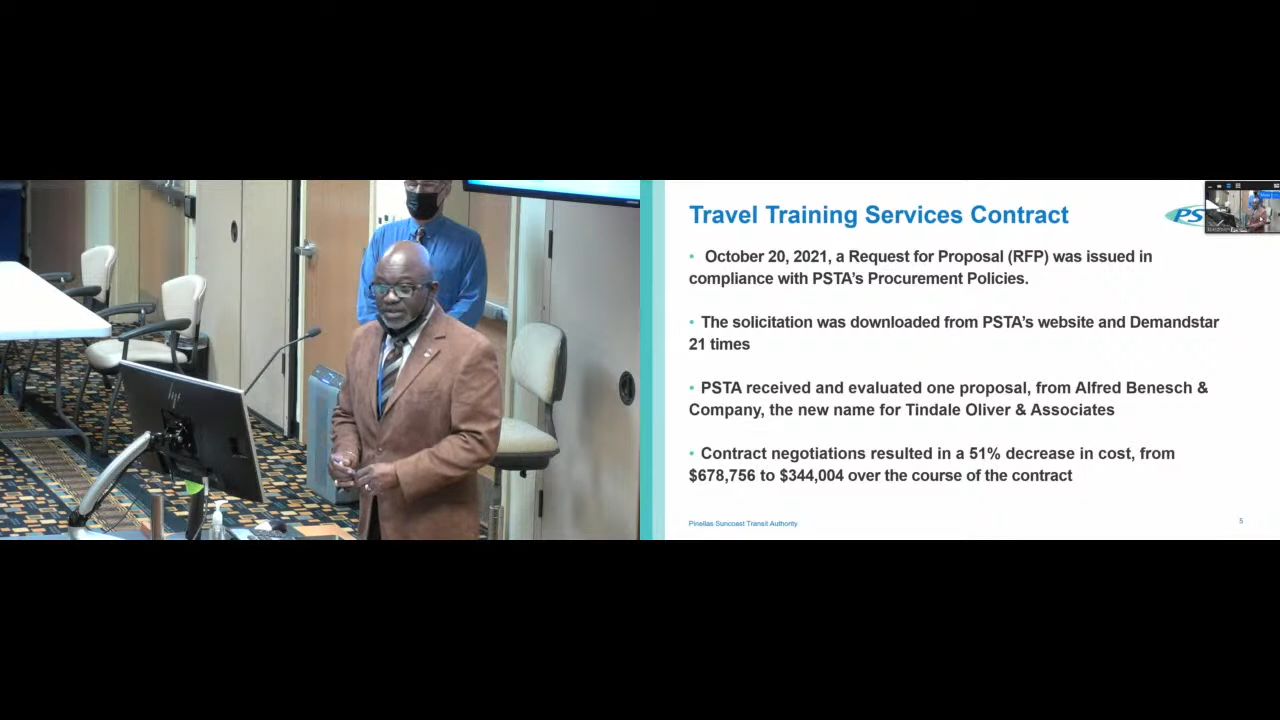 Travel Training Services Contract
PS
• October 20, 2021, a Request for Proposal (RFP) was issued in
compliance with PSTA's Procurement Policies.
• The solicitation was downloaded from PSTA's website and Demandstar
21 times
• PSTA received and evaluated one proposal, from Alfred Benesch &
Company, the new name for Tindale Oliver & Associates
• Contract negotiations resulted in a 51% decrease in cost, from
$678,756 to $344,004 over the course of the contract
Pinellas Suncoast Transit Authority
5
hp